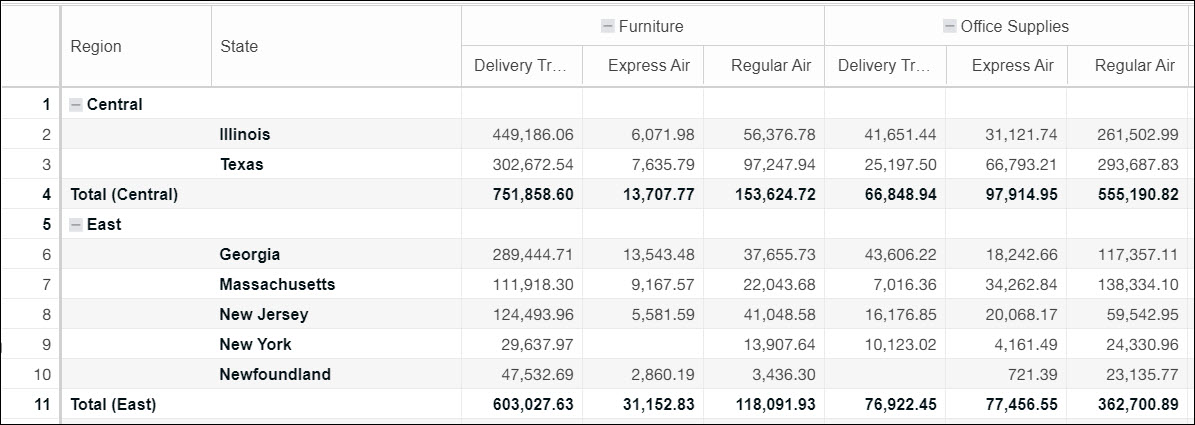 Furniture Office Supplies
Region State Delivery Tr... Express Air Regular Air Delivery Tr... Express Air Regular Air
1 Central
2 Illinois 449,186.06 6,071.98 56,376.78 41,651.44 31,121.74 261,502.99
3 Texas 302,672.54 7,635.79 97,247.94 25,197.50 66,793.21 293,687.83
4 Total (Central) 751,858.60 13,707.77 153,624.72 66,848.94 97,914.95 555,190.82
5 East
6 Georgia 289,444.71 13,543.48 37,655.73 43,606.22 18,242.66 117,357.11
7 Massachusetts 111,918.30 9,167.57 22,043.68 7,016.36 34,262.84 138,334.10
8 New Jersey 124,493.96 5,581.59 41,048.58 16,176.85 20,068.17 59,542.95
9 New York 29,637.97 13,907.64 10,123.02 4,161.49 24,330.96
10 Newfoundland 47,532.69 2,860.19 3,436.30 721.39 23,135.77
11 Total (East) 603,027.63 31,152.83 118,091.93 76,922.45 77,456.55 362,700.89